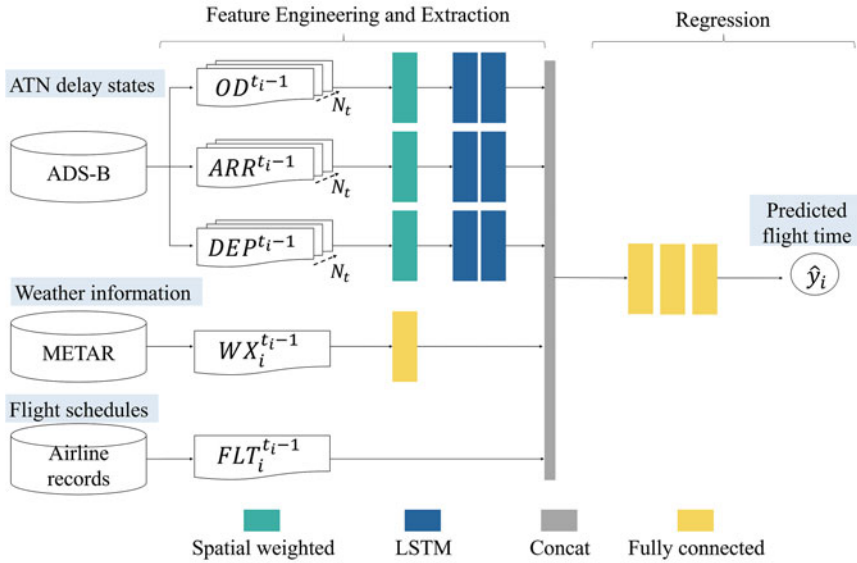 Feature Engineering and Extraction
Regression
ATN delay states
ADS-B
OD^{t_i-1}
N_t
ARR^{t_i-1}
N_t
DEP^{t_i-1}
N_t
Predicted
flight time
ŷ_i
Weather information
METAR
WX_i^{t_i-1}
Flight schedules
Airline
records
FLT_i^{t_i-1}
Spatial weighted
LSTM
Concat
Fully connected